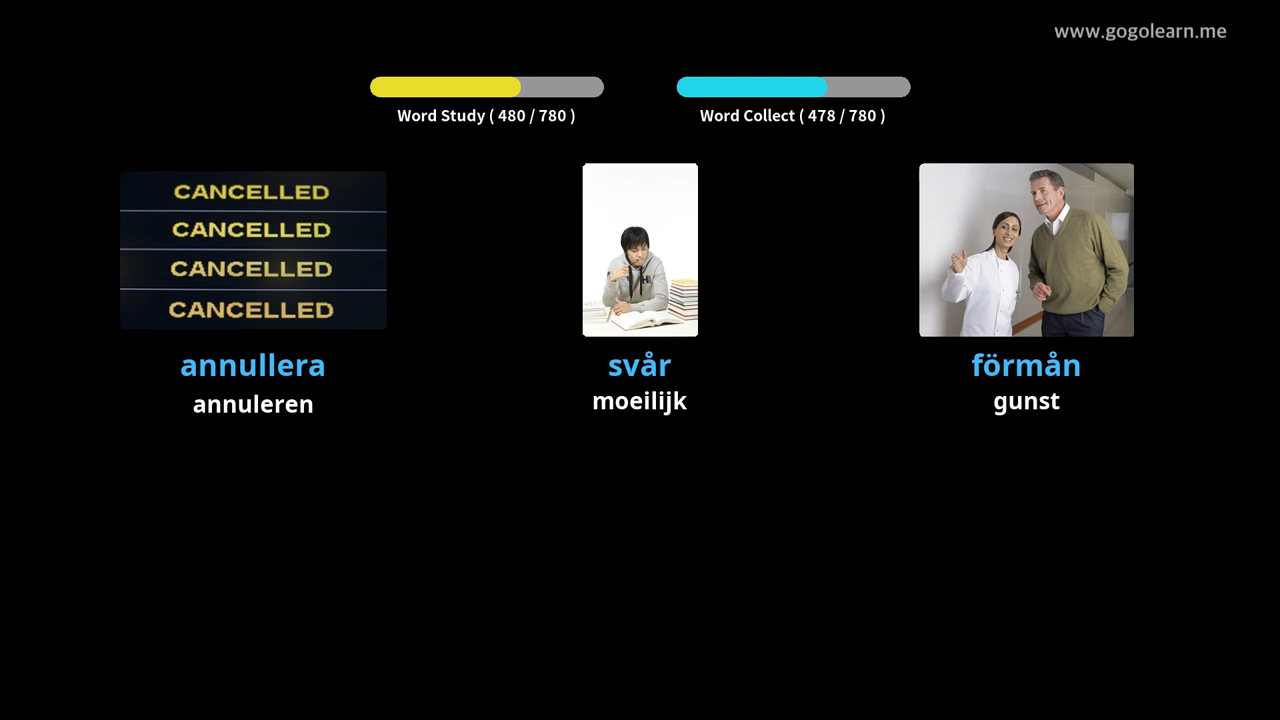 www.gogolearn.me
Word Study ( 480 / 780 )
Word Collect ( 478 / 780 )
CANCELLED
CANCELLED
CANCELLED
CANCELLED
annullera
annuleren
svår
moeilijk
förmån
gunst